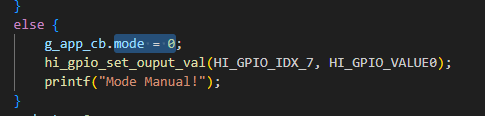 }
else {
g_app_cb.mode = 0;
hi_gpio_set_ouput_val(HI_GPIO_IDX_7, HI_GPIO_VALUE0);
printf("Mode Manual!");
}